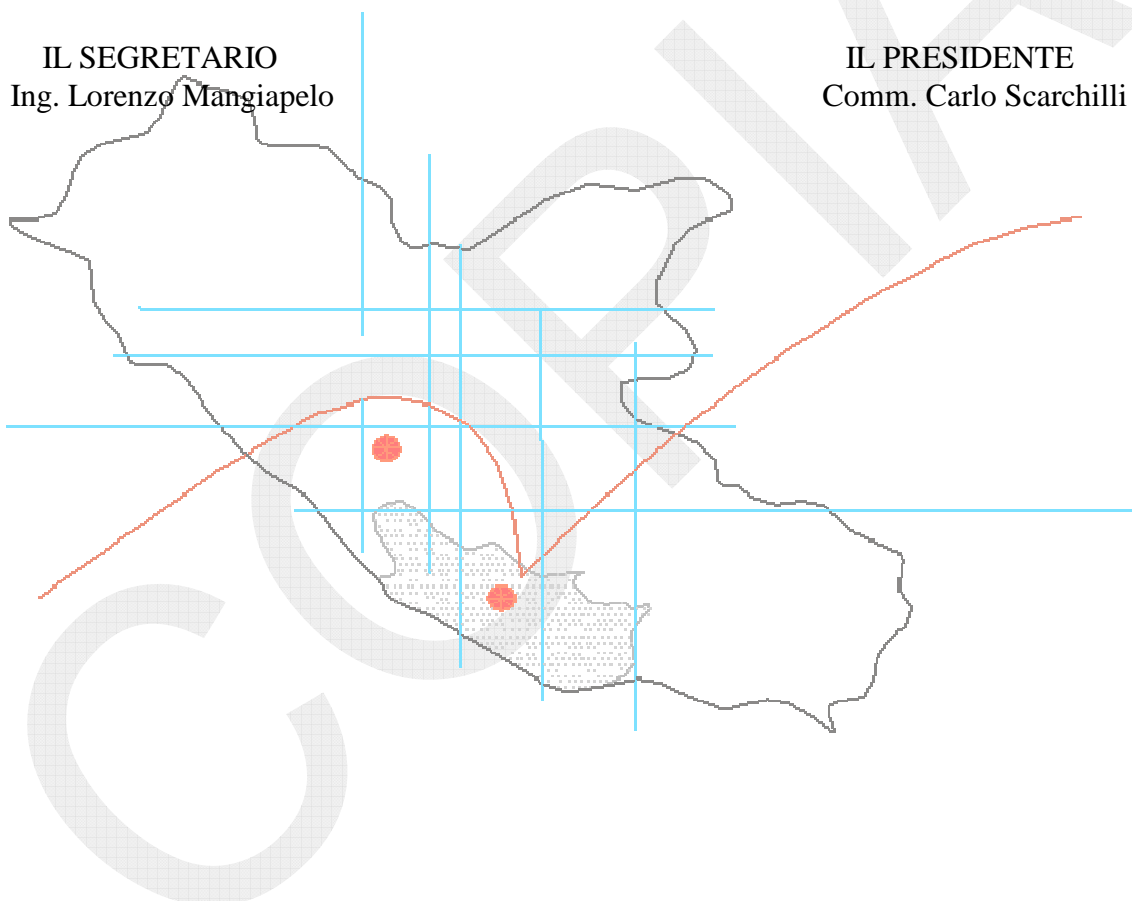 IL SEGRETARIO
Ing. Lorenzo Mangiapelo
IL PRESIDENTE
Comm. Carlo Scarchilli
COPIA